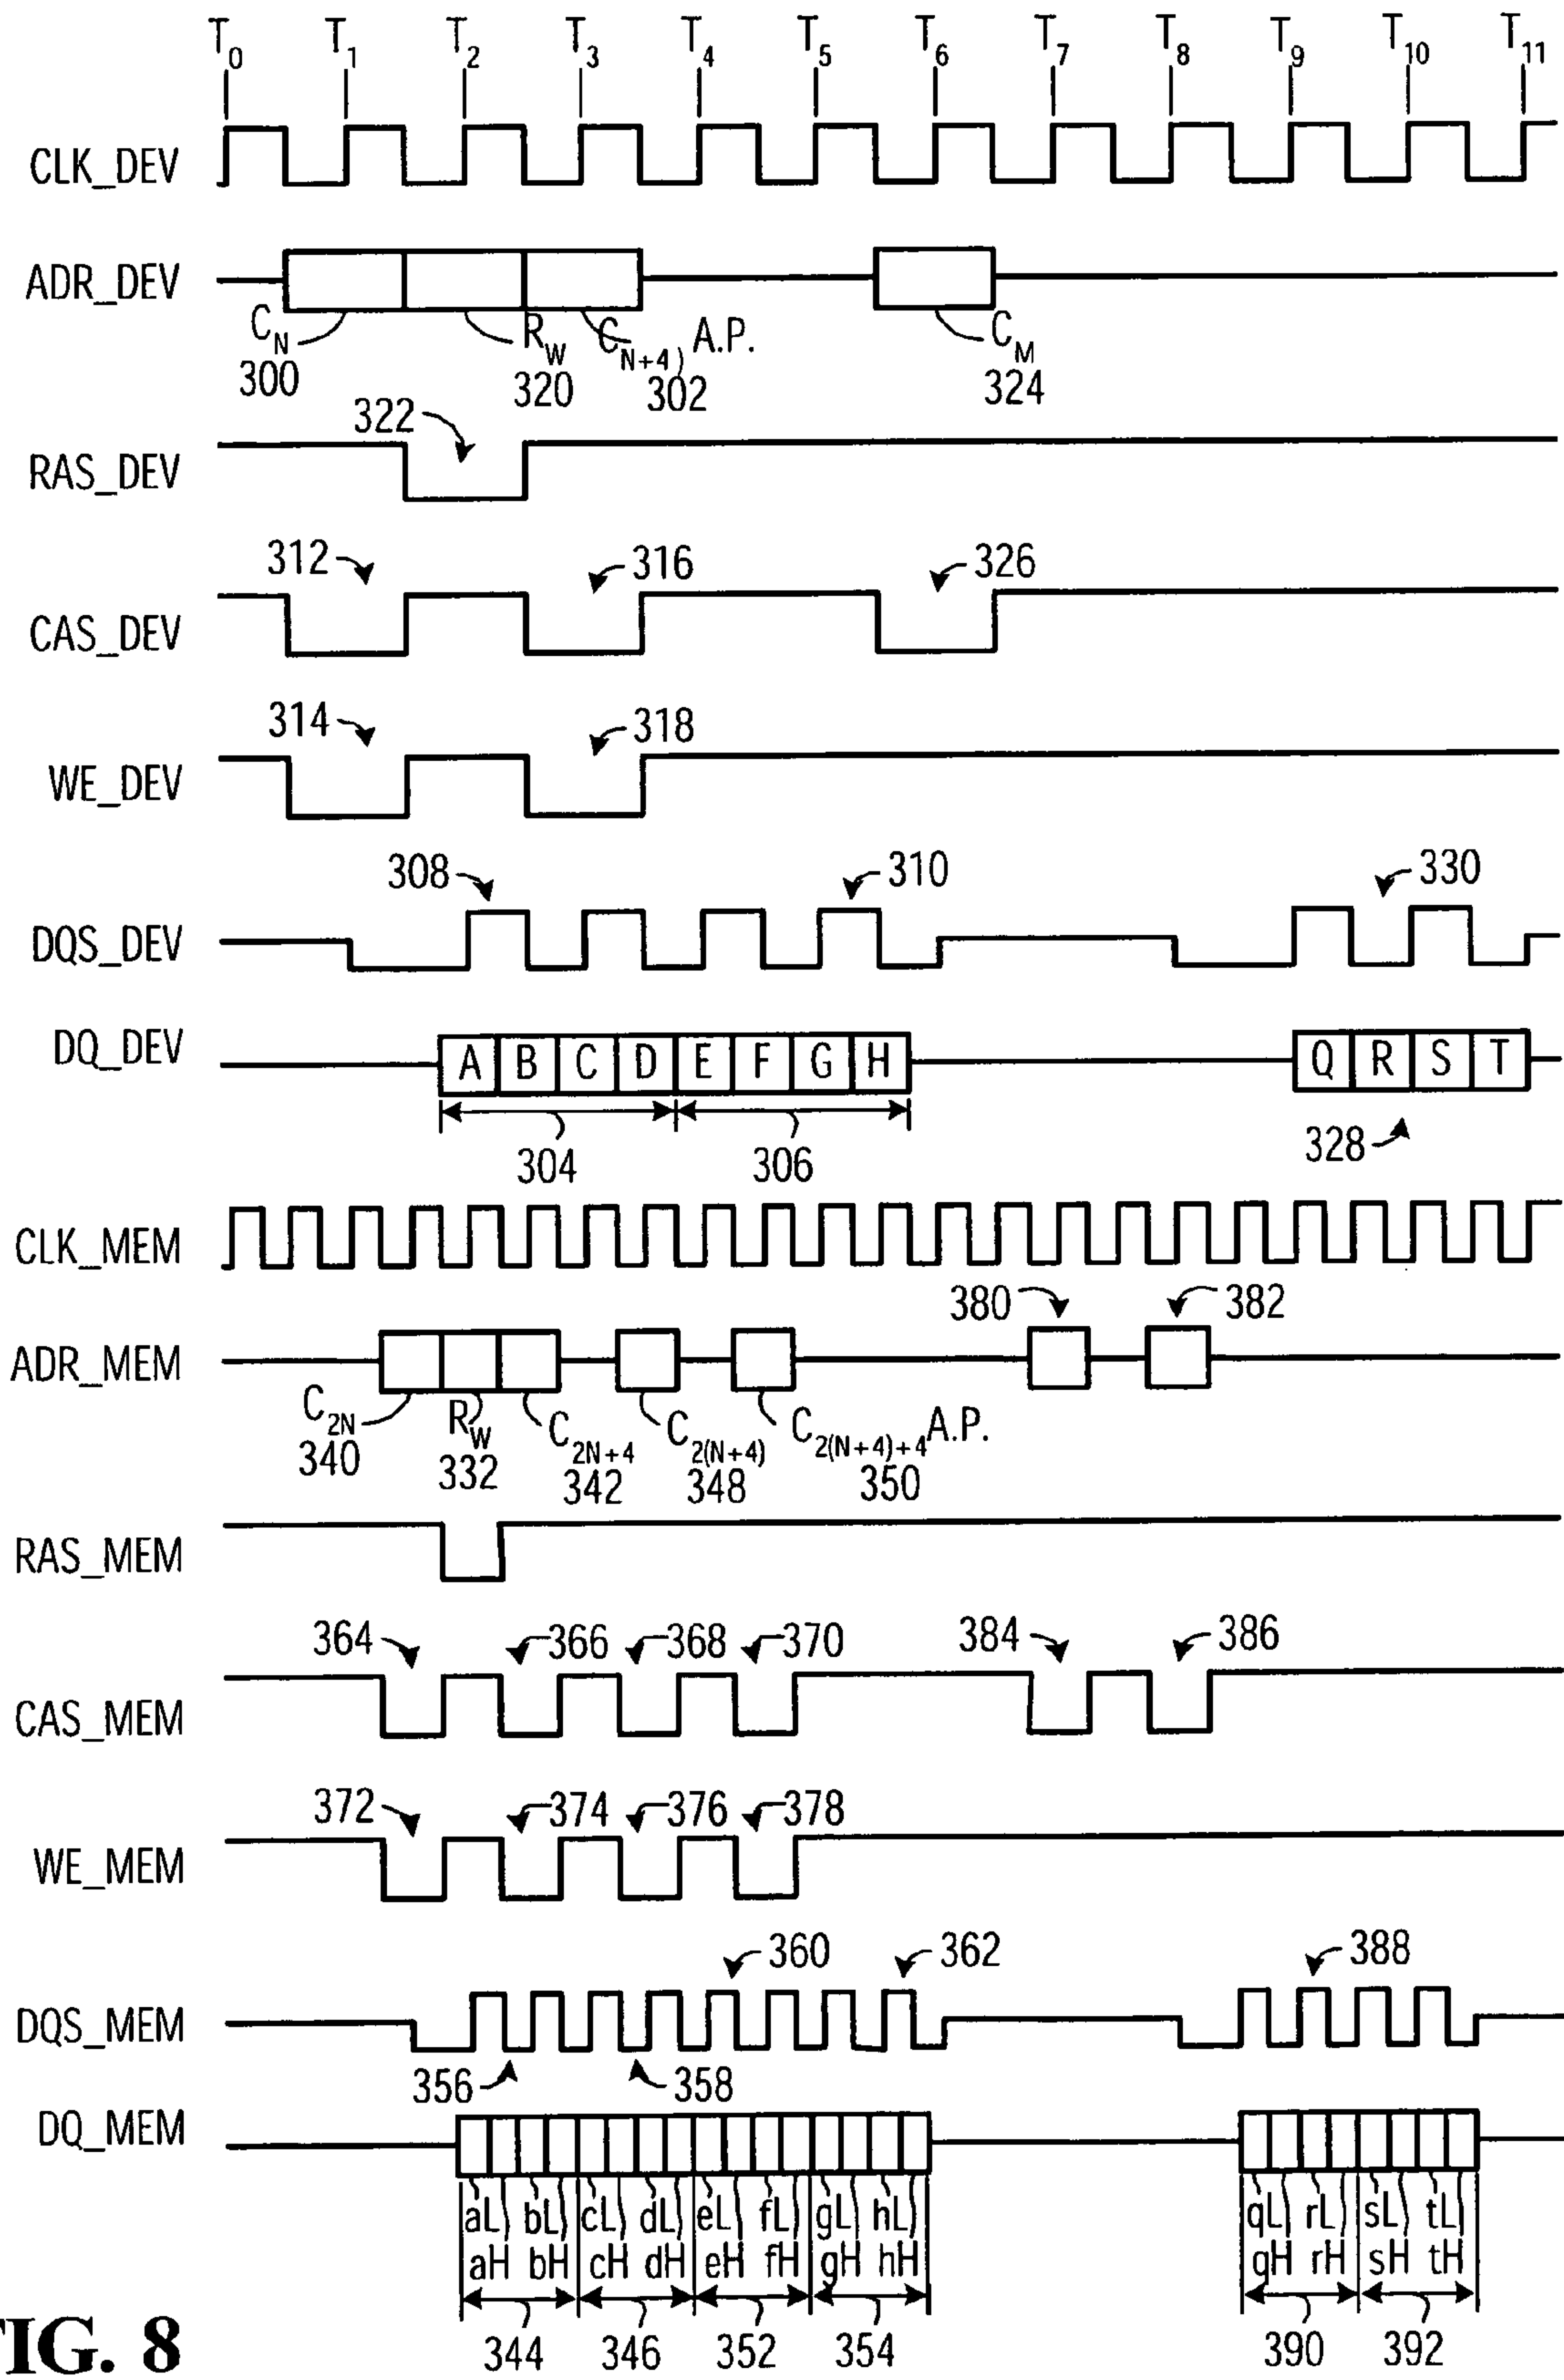 T0 T1 T2 T3 T4 T5 T6 T7 T8 T9 T10 T11
CLK_DEV
ADR_DEV
CN RW CN+4) A.P. CM
300 320 302 324
322
RAS_DEV
312 316 326
CAS_DEV
314 318
WE_DEV
308 310 330
DQS_DEV
DQ_DEV A B C D E F G H Q R S T
304 306 328
CLK_MEM
380 382
ADR_MEM
C2N RW C2N+4 C2(N+4) C2(N+4)+4 A.P.
340 332 342 348 350
RAS_MEM
364 366 368 370 384 386
CAS_MEM
372 374 376 378
WE_MEM
360 362 388
DQS_MEM
356 358
DQ_MEM
aL bL cL dL eL fL gL hL qL rL sL tL
aH bH cH dH eH fH gH hH qH rH sH tH
344 346 352 354 390 392
IG. 8